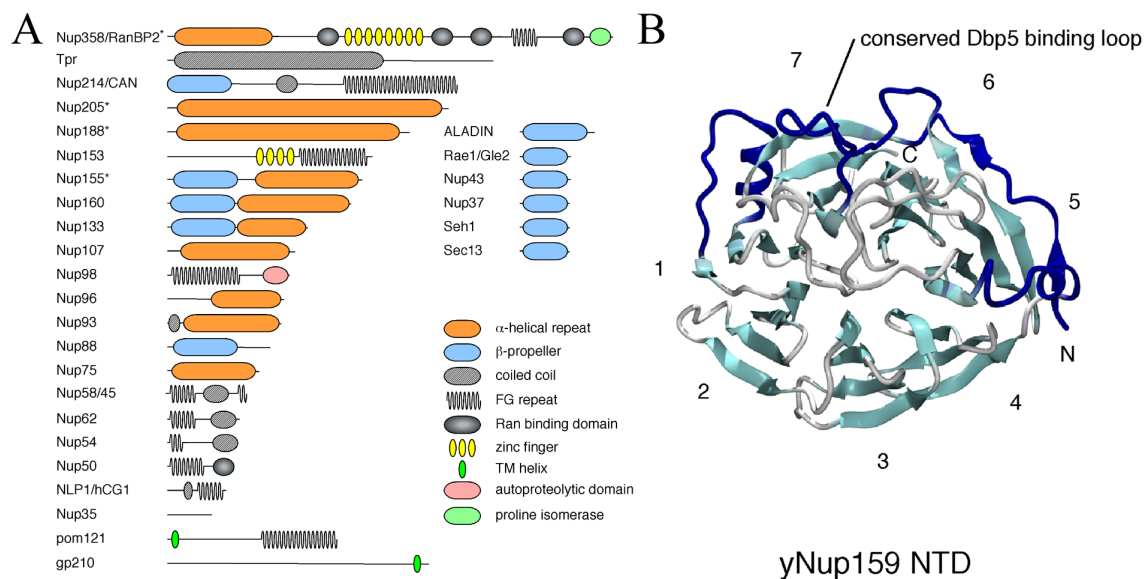 A
Nup358/RanBP2*
Tpr
Nup214/CAN
Nup205*
Nup188*
Nup153
Nup155*
Nup160
Nup133
Nup107
Nup98
Nup96
Nup93
Nup88
Nup75
Nup58/45
Nup62
Nup54
Nup50
NLP1/hCG1
Nup35
pom121
gp210
ALADIN
Rae1/Gle2
Nup43
Nup37
Seh1
Sec13
α-helical repeat
β-propeller
coiled coil
FG repeat
Ran binding domain
zinc finger
TM helix
autoproteolytic domain
proline isomerase
B
conserved Dbp5 binding loop
7
6
C
5
1
N
2
4
3
yNup159 NTD